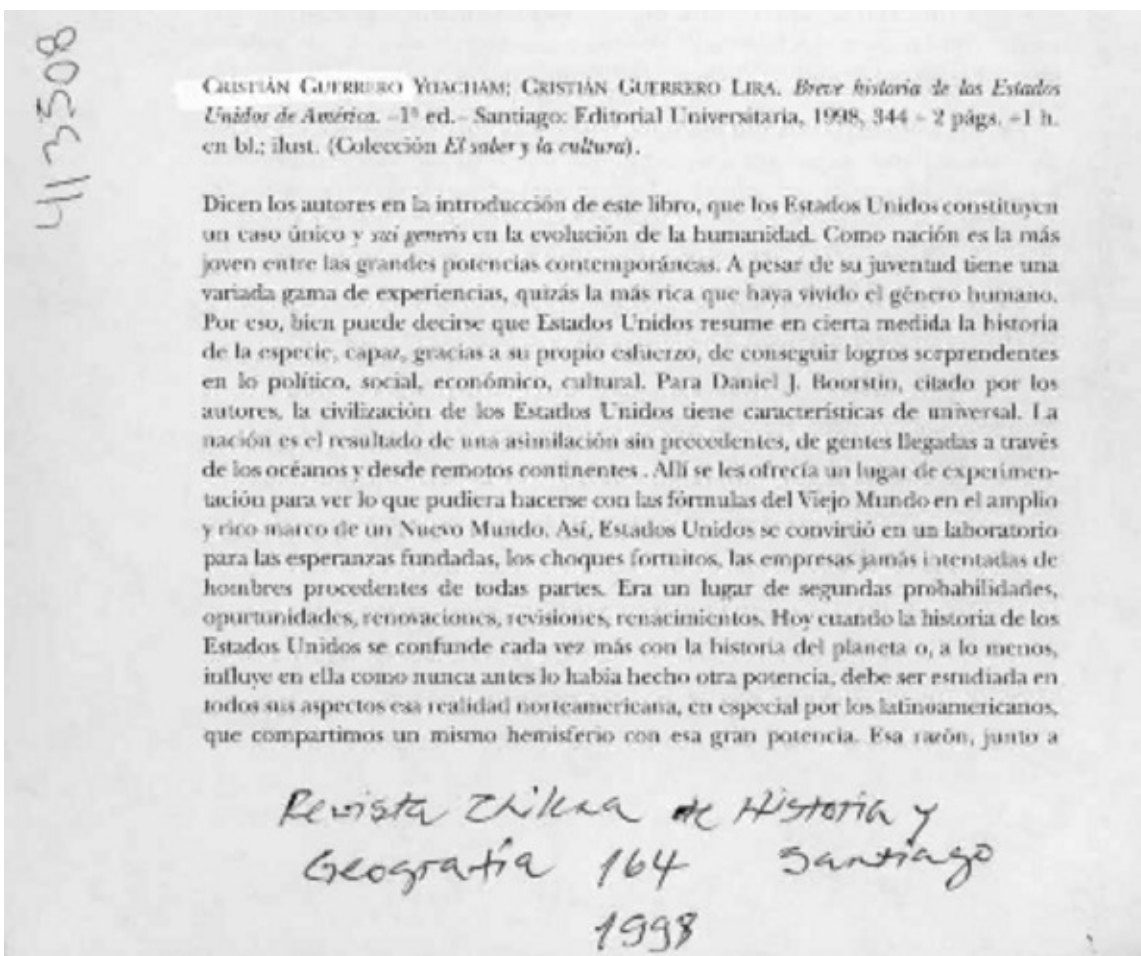 4113508
CRISTIÁN GUERRERO YOACHAM; CRISTIÁN GUERRERO LIRA. Breve historia de los Estados
Unidos de América. –1ª ed.– Santiago: Editorial Universitaria, 1998, 344 + 2 págs. +1 h.
en bl.; ilust. (Colección El saber y la cultura).
Dicen los autores en la introducción de este libro, que los Estados Unidos constituyen
un caso único y sui generis en la evolución de la humanidad. Como nación es la más
joven entre las grandes potencias contemporáneas. A pesar de su juventud tiene una
variada gama de experiencias, quizás la más rica que haya vivido el género humano.
Por eso, bien puede decirse que Estados Unidos resume en cierta medida la historia
de la especie, capaz, gracias a su propio esfuerzo, de conseguir logros sorprendentes
en lo político, social, económico, cultural. Para Daniel J. Boorstin, citado por los
autores, la civilización de los Estados Unidos tiene características de universal. La
nación es el resultado de una asimilación sin precedentes, de gentes llegadas a través
de los océanos y desde remotos continentes . Allí se les ofrecía un lugar de experimen-
tación para ver lo que pudiera hacerse con las fórmulas del Viejo Mundo en el amplio
y rico marco de un Nuevo Mundo. Así, Estados Unidos se convirtió en un laboratorio
para las esperanzas fundadas, los choques fortuitos, las empresas jamás intentadas de
hombres procedentes de todas partes. Era un lugar de segundas probabilidades,
oportunidades, renovaciones, revisiones, renacimientos. Hoy cuando la historia de los
Estados Unidos se confunde cada vez más con la historia del planeta o, a lo menos,
influye en ella como nunca antes lo había hecho otra potencia, debe ser estudiada en
todos sus aspectos esa realidad norteamericana, en especial por los latinoamericanos,
que compartimos un mismo hemisferio con esa gran potencia. Esa razón, junto a
Revista Chilena de Historia y
Geografía 164 Santiago
1998